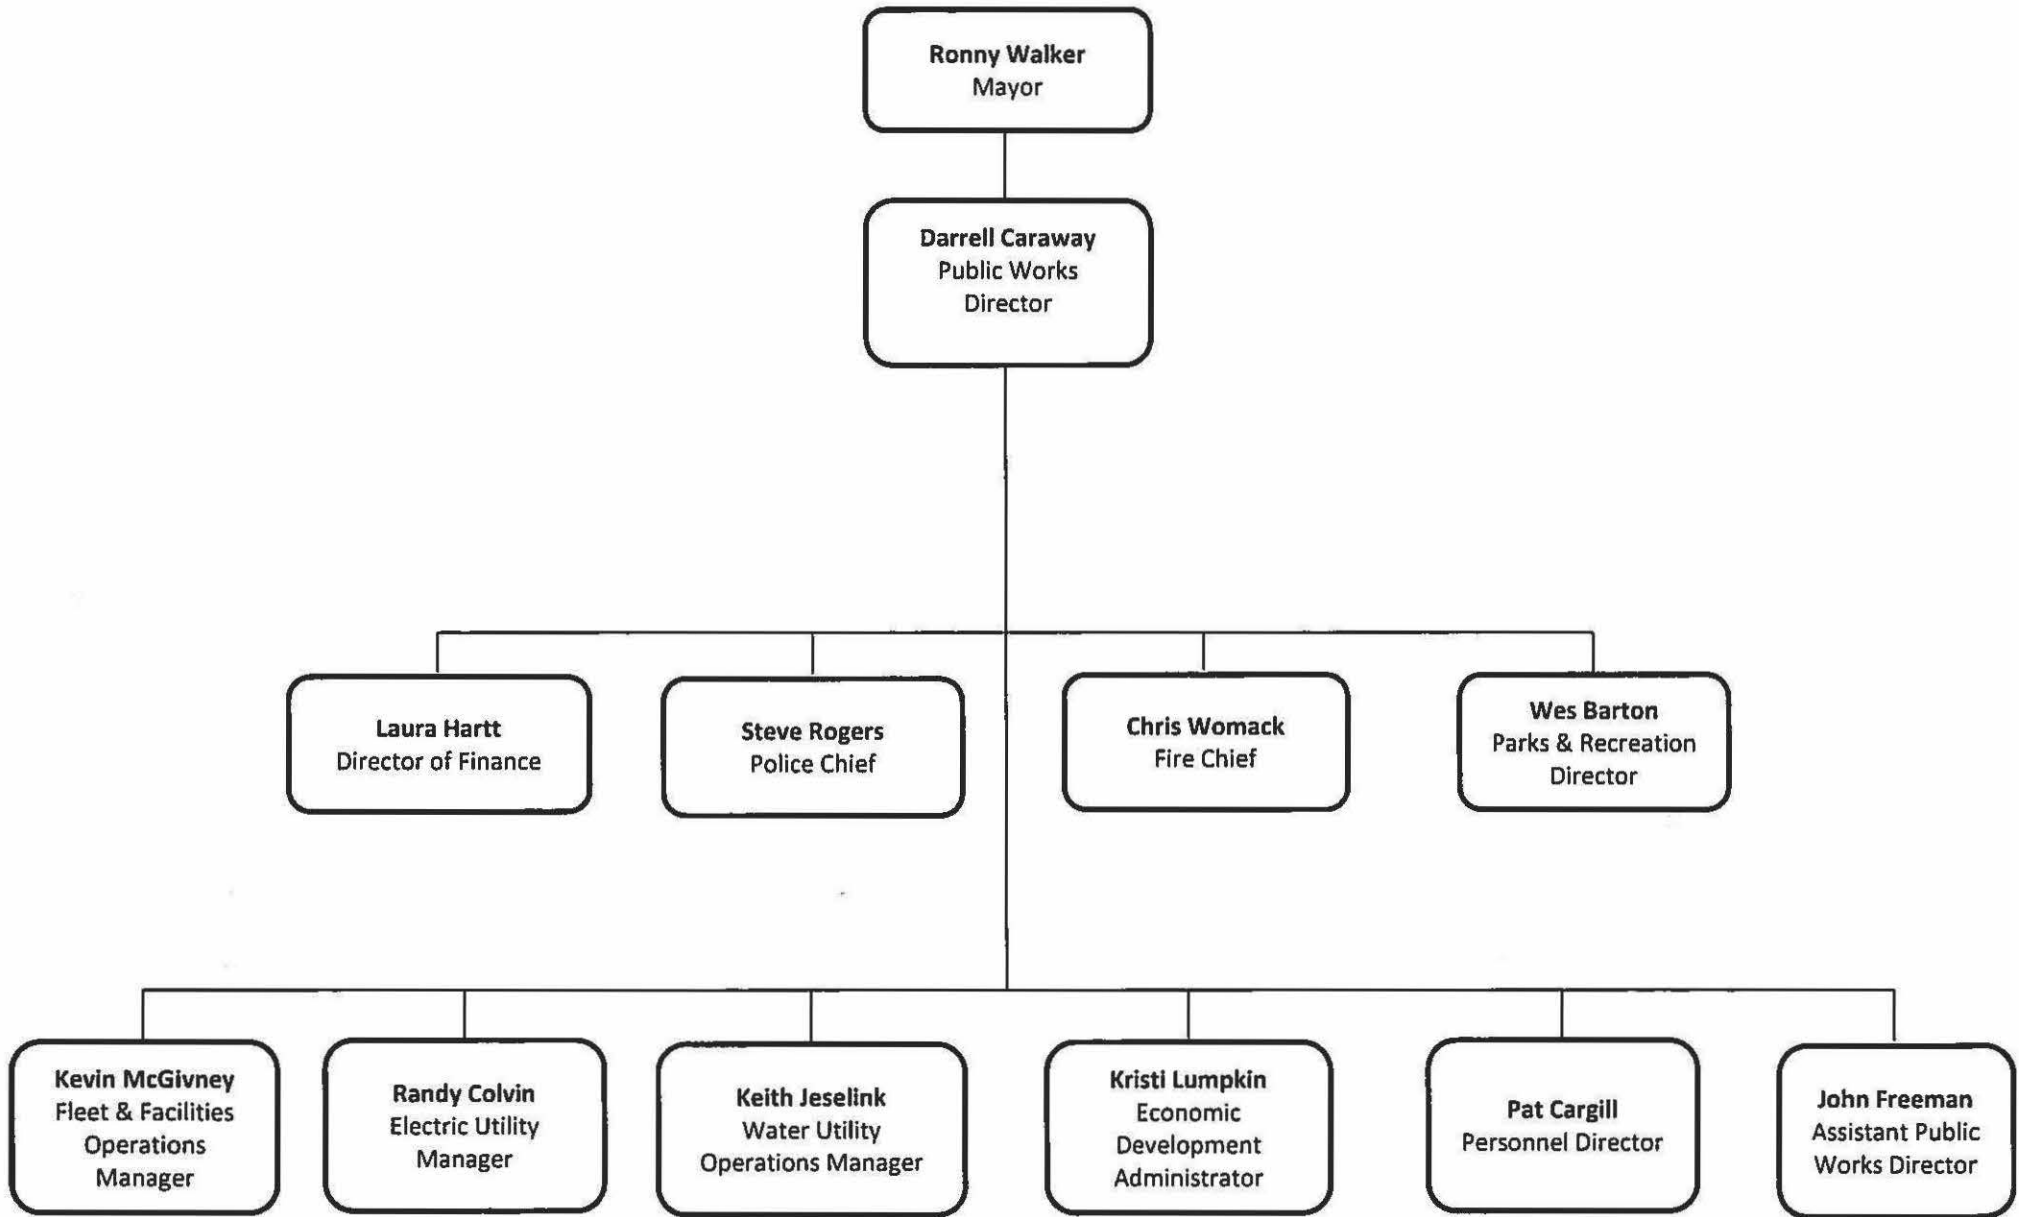 Ronny Walker
Mayor
Darrell Caraway
Public Works
Director
Laura Hartt
Director of Finance
Steve Rogers
Police Chief
Chris Womack
Fire Chief
Wes Barton
Parks & Recreation
Director
Kevin McGivney
Fleet & Facilities
Operations
Manager
Randy Colvin
Electric Utility
Manager
Keith Jeselink
Water Utility
Operations Manager
Kristi Lumpkin
Economic
Development
Administrator
Pat Cargill
Personnel Director
John Freeman
Assistant Public
Works Director